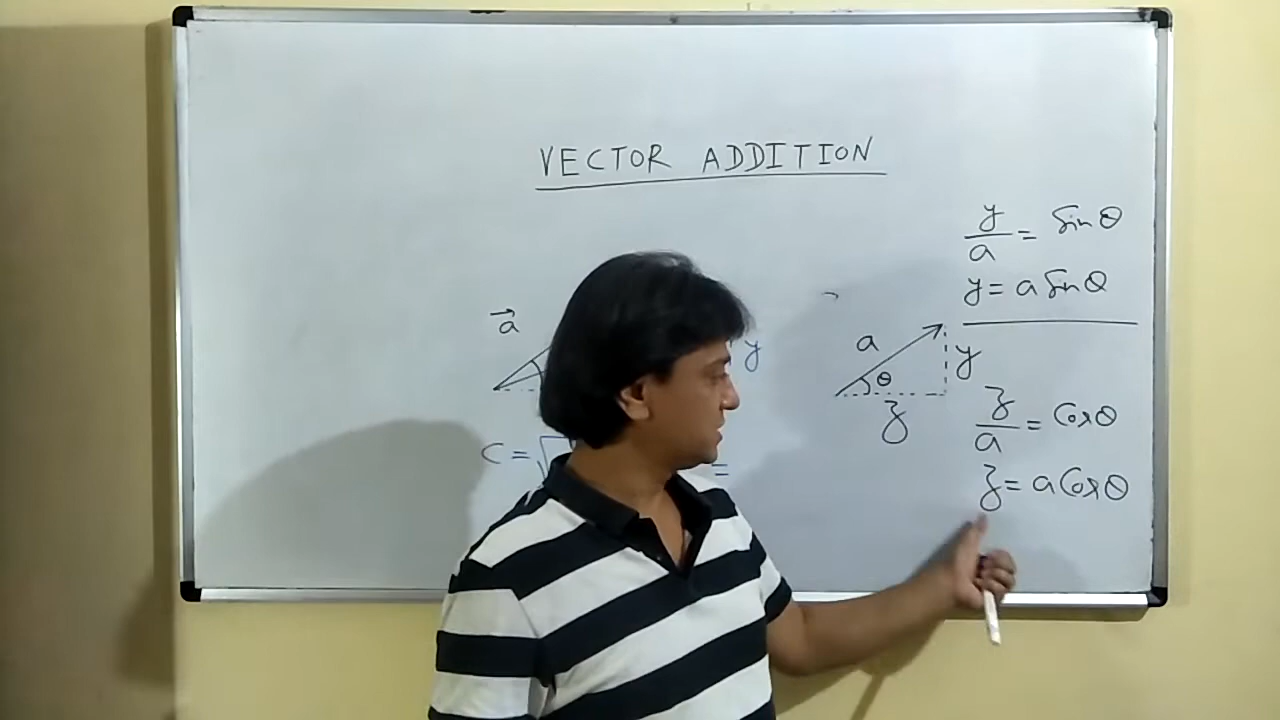 VECTOR ADDITION
y/a = Sin θ
y = a Sin θ
a⃗
y
a
θ
y
z
z/a = Cos θ
z = a Cos θ
C = √
=